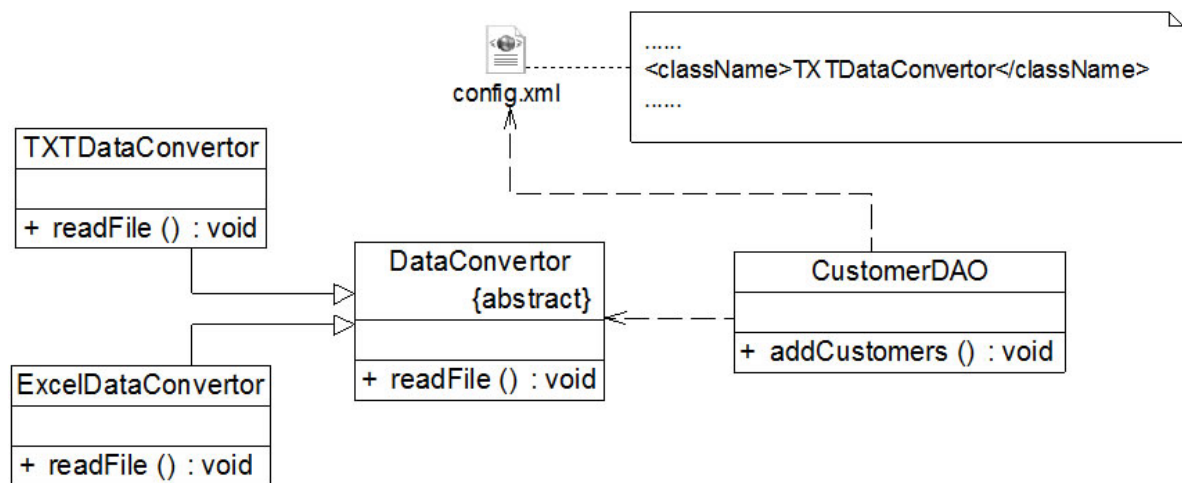 ......
<className>TXTDataConvertor</className>
......
config.xml
TXTDataConvertor
+ readFile () : void
DataConvertor
{abstract}
+ readFile () : void
CustomerDAO
+ addCustomers () : void
ExcelDataConvertor
+ readFile () : void